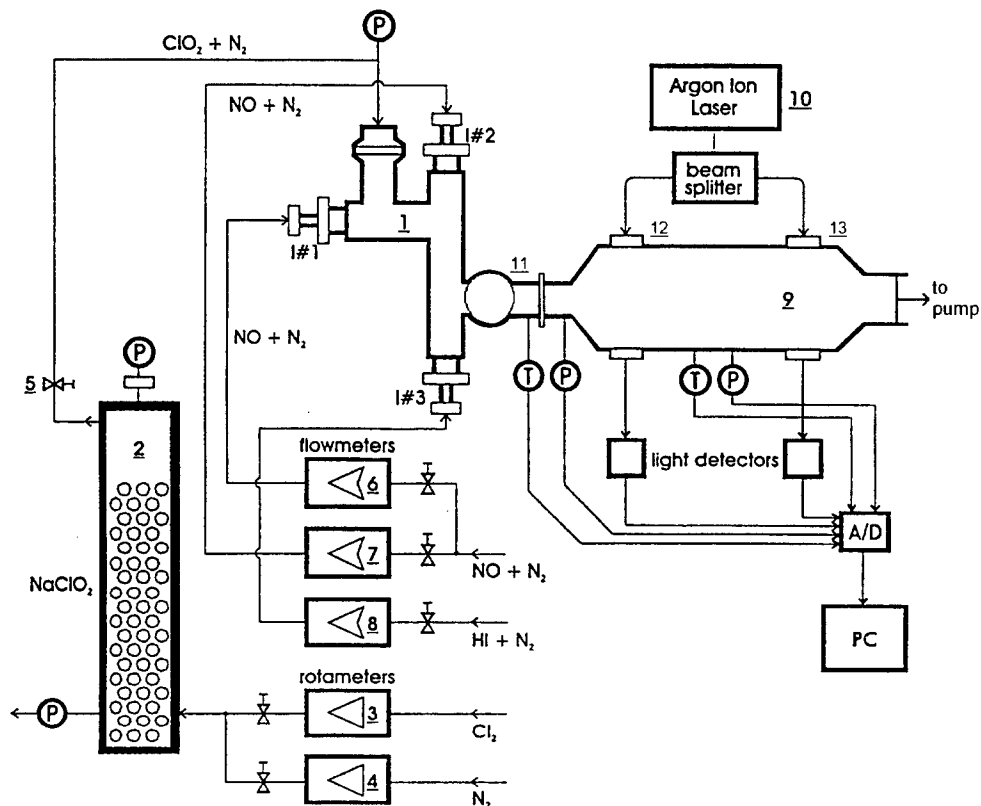 P
ClO₂ + N₂
NO + N₂
I#2
Argon Ion
Laser
10
beam
splitter
1
I#1
12
13
11
9
to
pump
NO + N₂
P
5
T
P
T
P
I#3
2
flowmeters
6
light detectors
A/D
7
NO + N₂
NaClO₂
8
HI + N₂
PC
rotameters
P
3
Cl₂
4
N₂